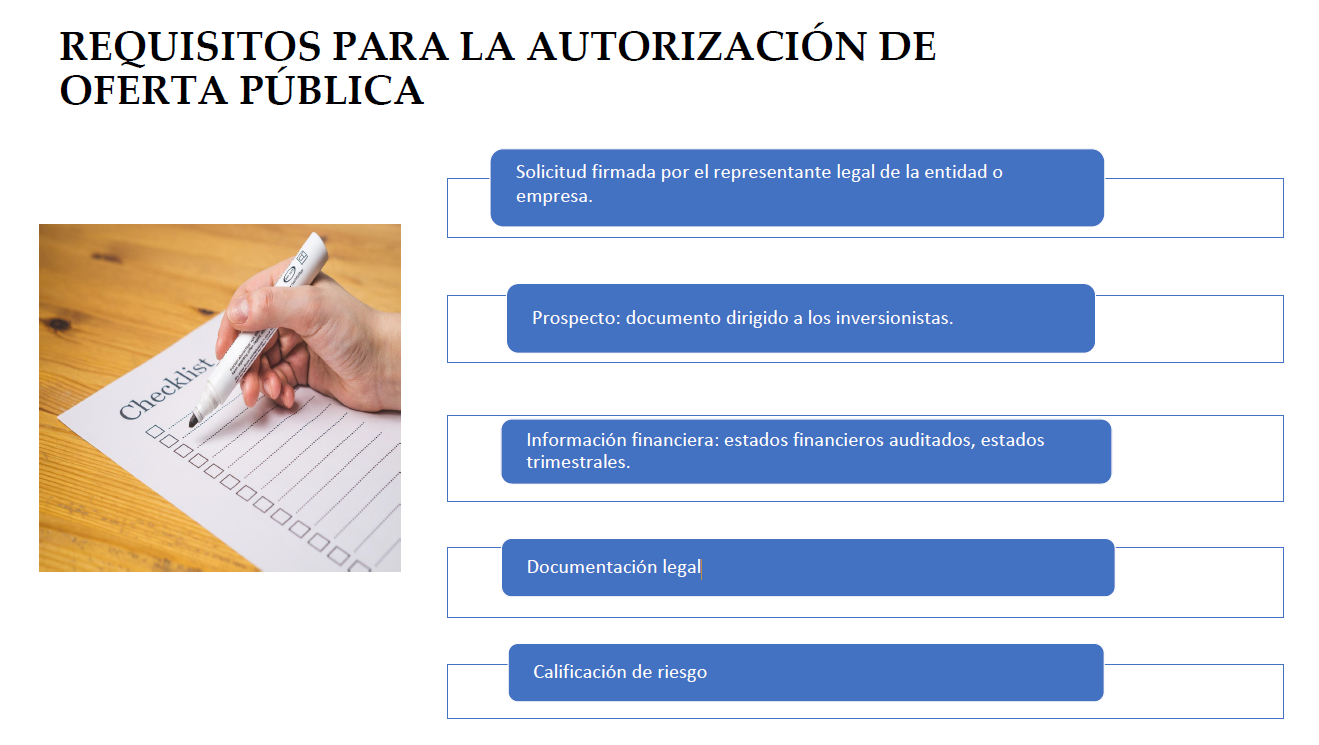 REQUISITOS PARA LA AUTORIZACIÓN DE
OFERTA PÚBLICA
Solicitud firmada por el representante legal de la entidad o
empresa.
Prospecto: documento dirigido a los inversionistas.
Checklist
Información financiera: estados financieros auditados, estados
trimestrales.
Documentación legal
Calificación de riesgo